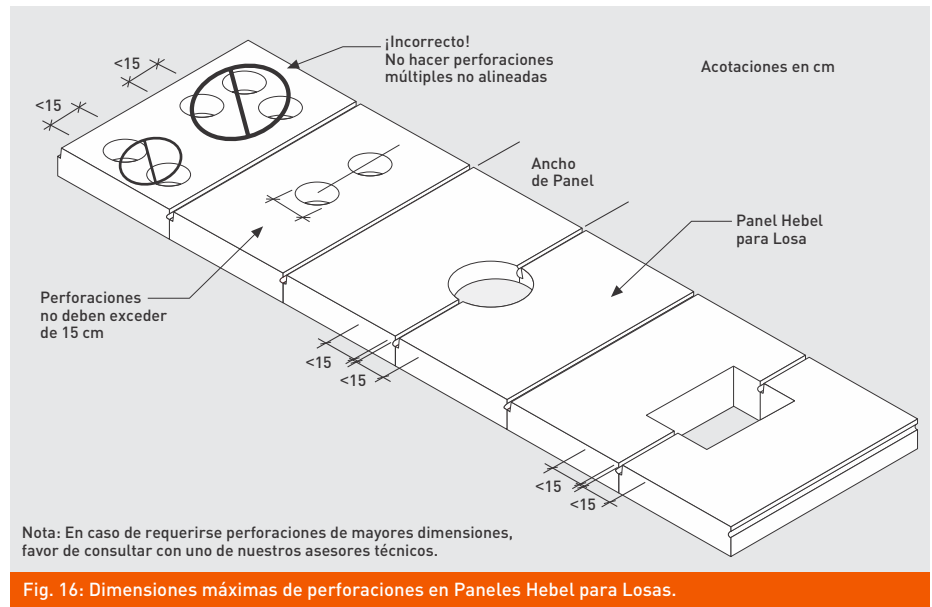 ¡Incorrecto!
No hacer perforaciones
múltiples no alineadas
Acotaciones en cm
<15
<15
Ancho
de Panel
Panel Hebel
para Losa
Perforaciones
no deben exceder
de 15 cm
<15
<15
<15
<15
Nota: En caso de requerirse perforaciones de mayores dimensiones,
favor de consultar con uno de nuestros asesores técnicos.
Fig. 16: Dimensiones máximas de perforaciones en Paneles Hebel para Losas.